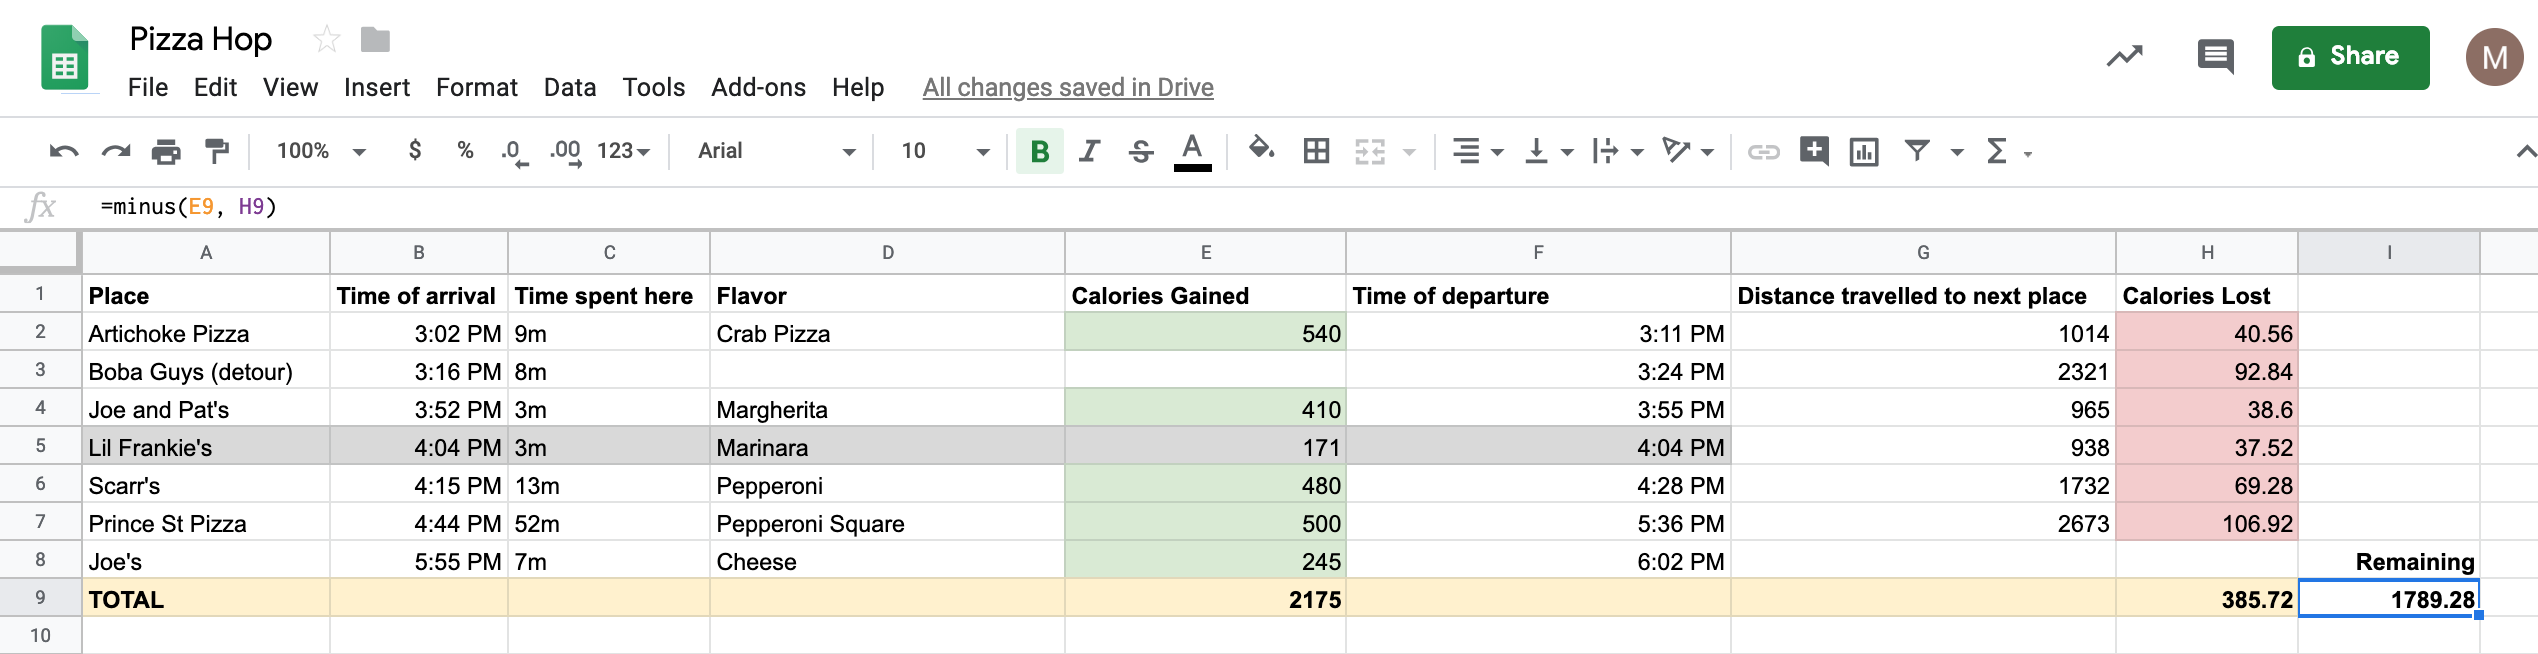 Pizza Hop
File Edit View Insert Format Data Tools Add-ons Help All changes saved in Drive
Share
M
100% $ % .0 .00 123 Arial 10 B I S A
fx =minus(E9, H9)
A B C D E F G H I
1 Place Time of arrival Time spent here Flavor Calories Gained Time of departure Distance travelled to next place Calories Lost
2 Artichoke Pizza 3:02 PM 9m Crab Pizza 540 3:11 PM 1014 40.56
3 Boba Guys (detour) 3:16 PM 8m 3:24 PM 2321 92.84
4 Joe and Pat's 3:52 PM 3m Margherita 410 3:55 PM 965 38.6
5 Lil Frankie's 4:04 PM 3m Marinara 171 4:04 PM 938 37.52
6 Scarr's 4:15 PM 13m Pepperoni 480 4:28 PM 1732 69.28
7 Prince St Pizza 4:44 PM 52m Pepperoni Square 500 5:36 PM 2673 106.92
8 Joe's 5:55 PM 7m Cheese 245 6:02 PM Remaining
9 TOTAL 2175 385.72 1789.28
10